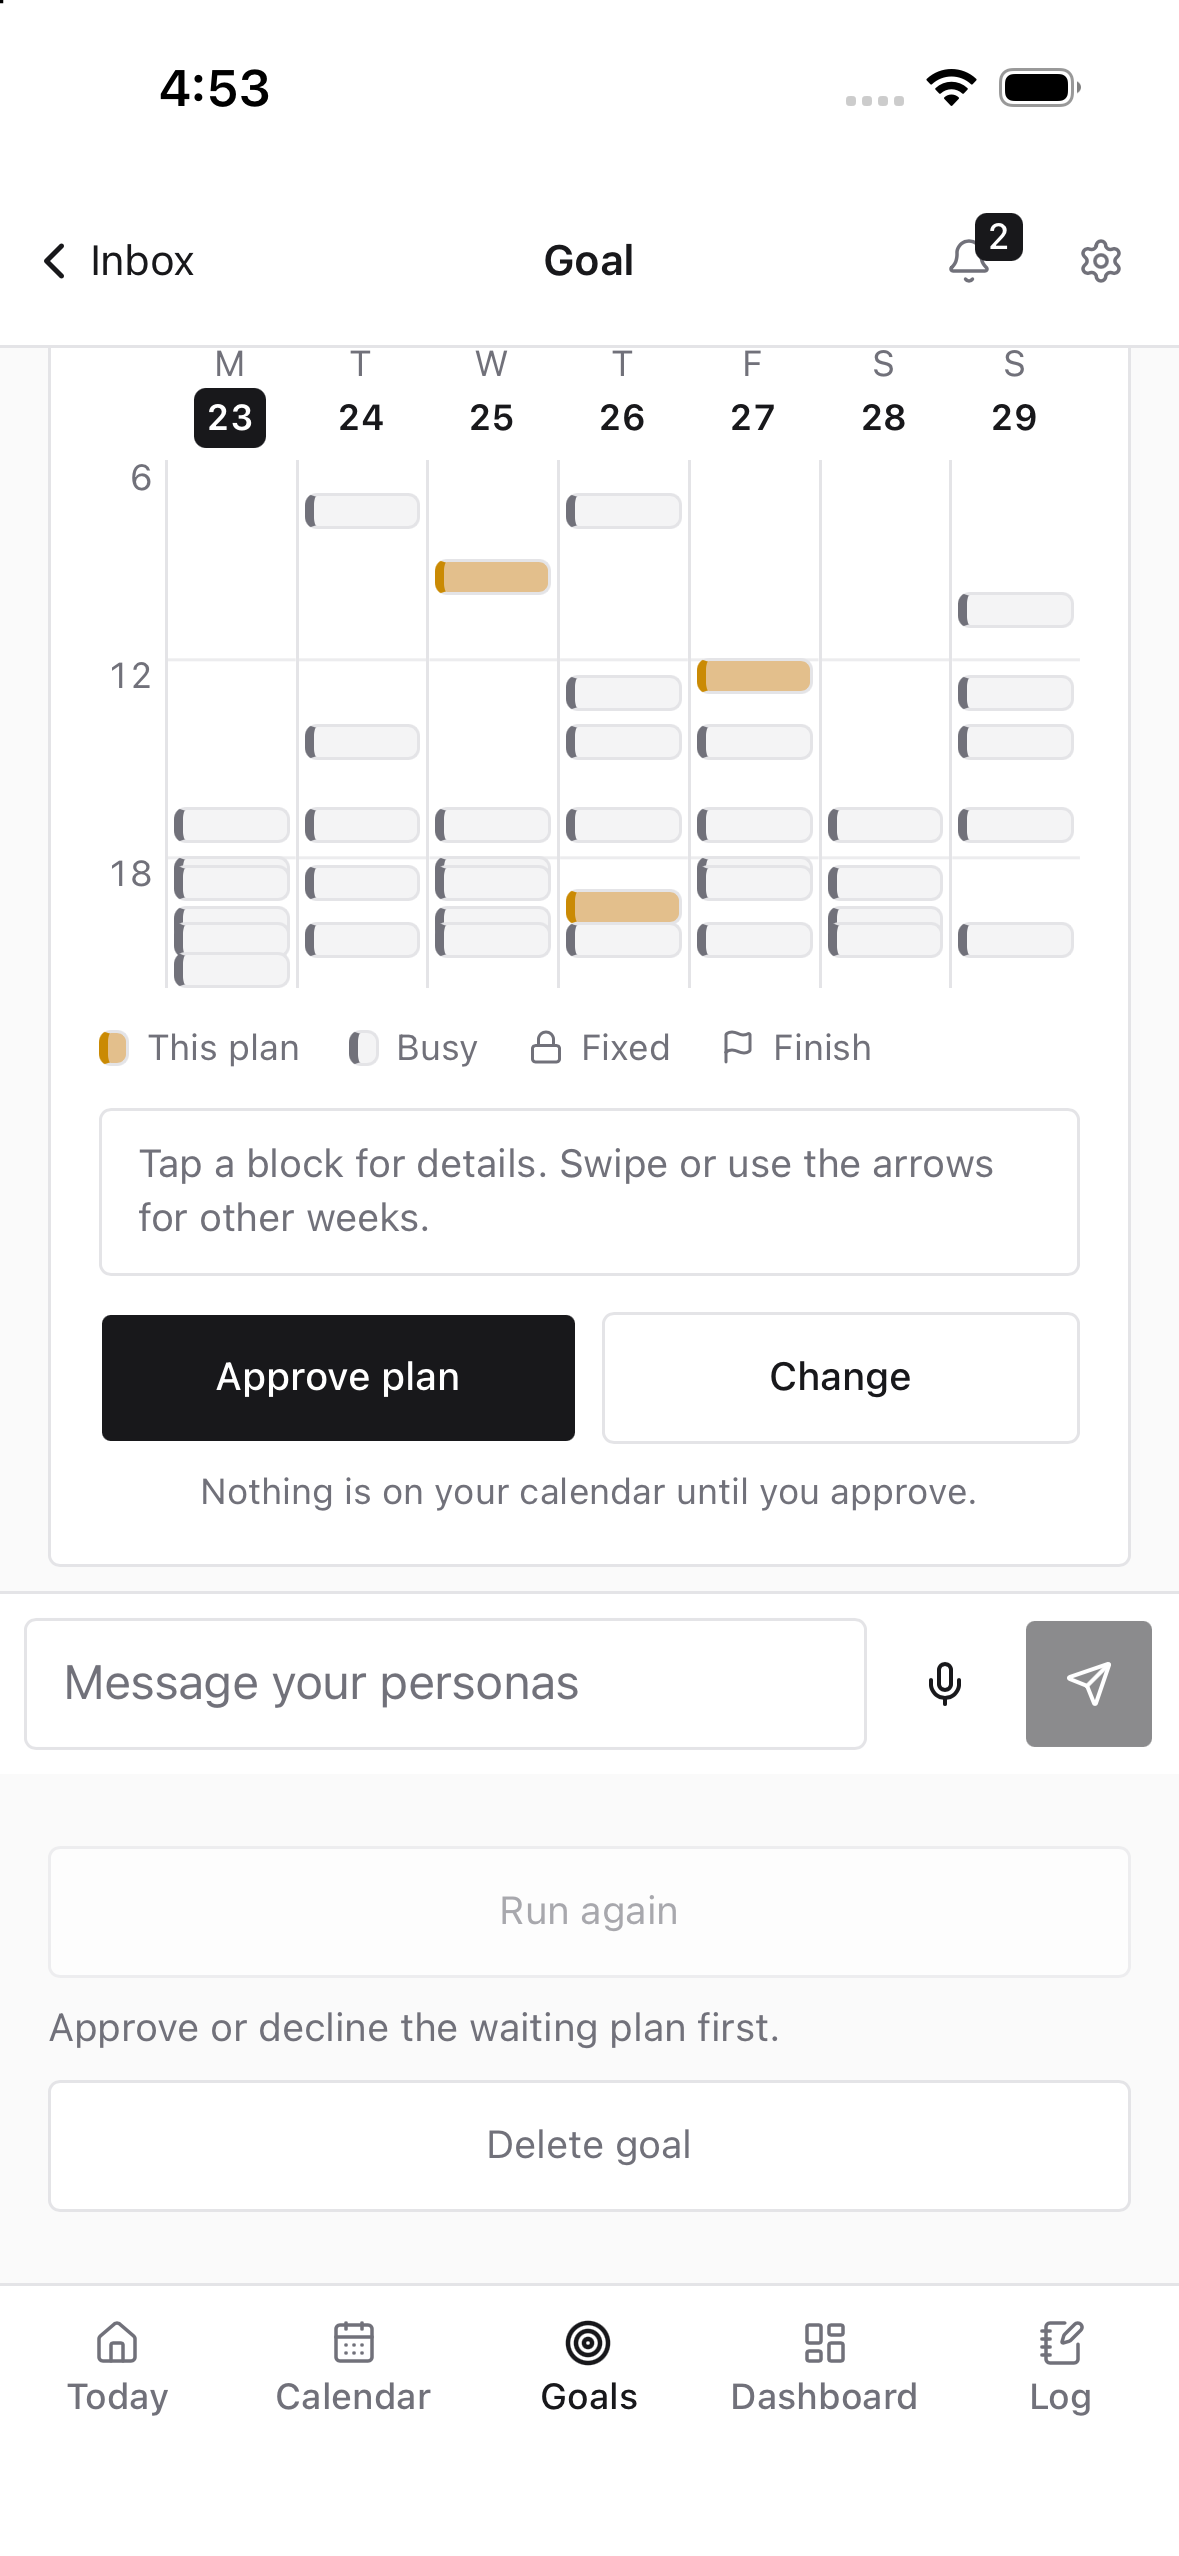 4:53
Inbox
Goal
2
M T W T F S S
23 24 25 26 27 28 29
6
12
18
This plan Busy Fixed Finish
Tap a block for details. Swipe or use the arrows
for other weeks.
Approve plan
Change
Nothing is on your calendar until you approve.
Message your personas
Run again
Approve or decline the waiting plan first.
Delete goal
Today Calendar Goals Dashboard Log